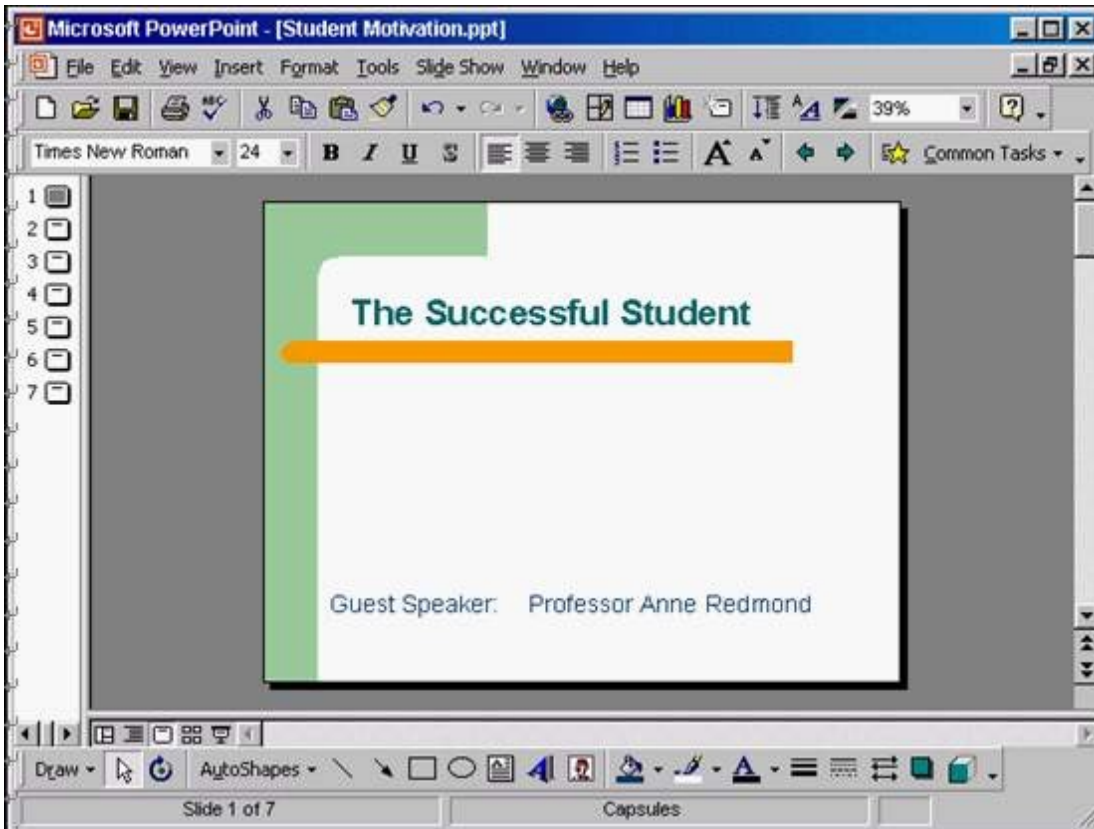 Microsoft PowerPoint - [Student Motivation.ppt]
File Edit View Insert Format Tools Slide Show Window Help
ABC A A 39% ?
Times New Roman 24 B I U S A A Common Tasks
1
2
3
4
5
6
7
The Successful Student
Guest Speaker: Professor Anne Redmond
Draw AutoShapes A A
Slide 1 of 7 Capsules